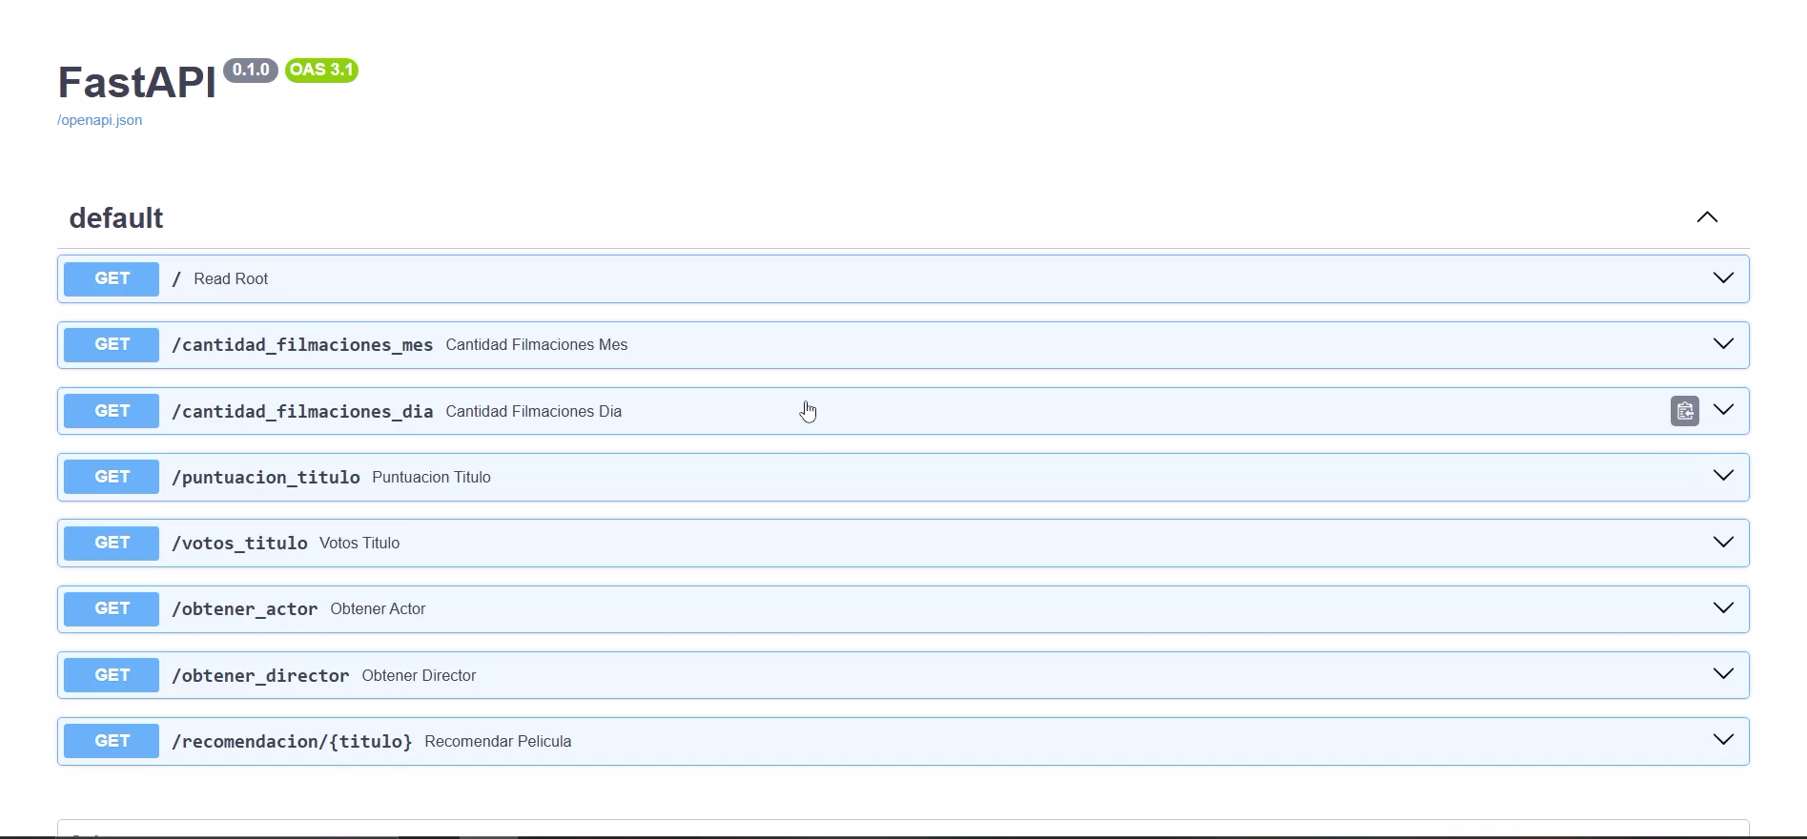 FastAPI 0.1.0 OAS 3.1
/openapi.json
default
GET / Read Root
GET /cantidad_filmaciones_mes Cantidad Filmaciones Mes
GET /cantidad_filmaciones_dia Cantidad Filmaciones Dia
GET /puntuacion_titulo Puntuacion Titulo
GET /votos_titulo Votos Titulo
GET /obtener_actor Obtener Actor
GET /obtener_director Obtener Director
GET /recomendacion/{titulo} Recomendar Pelicula